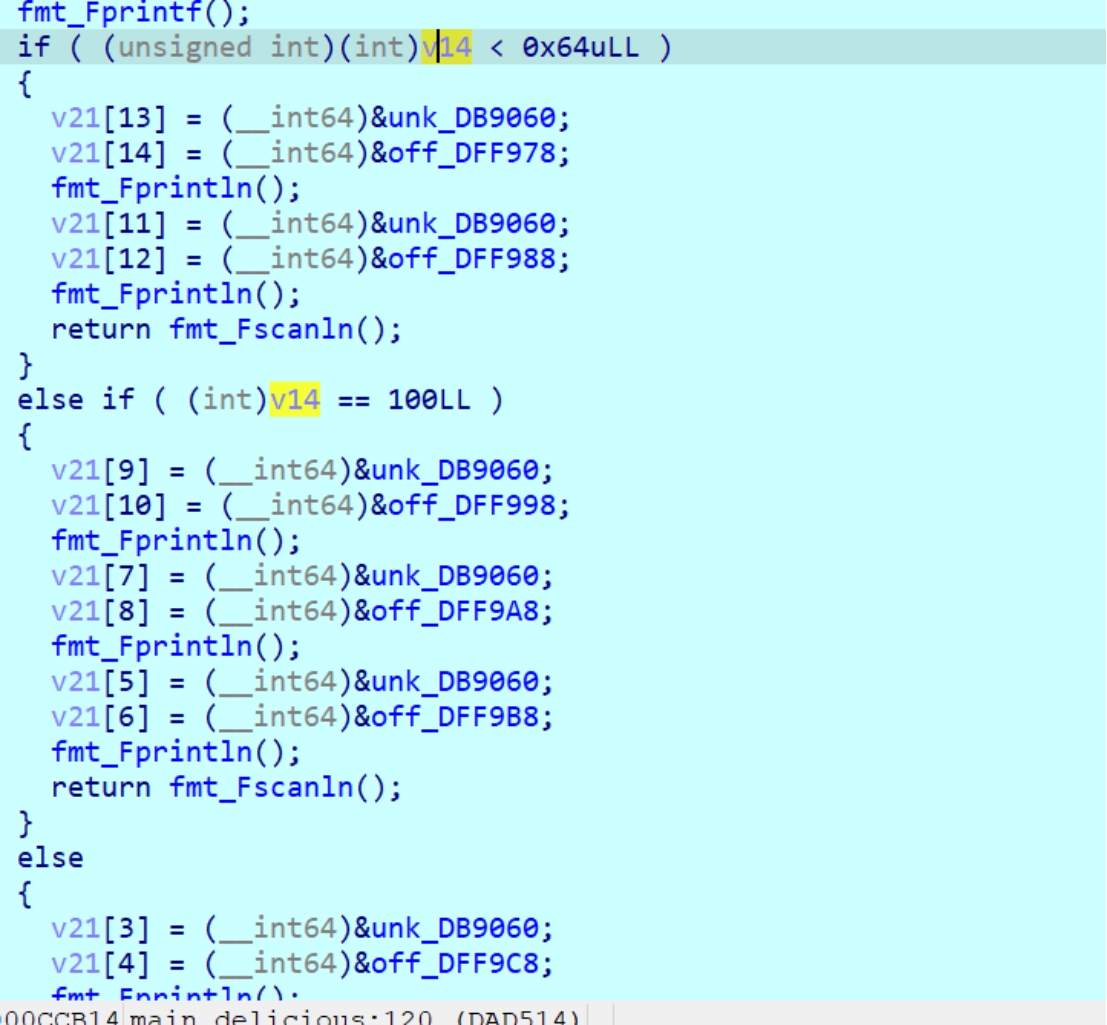 fmt_Fprintf();
if ( (unsigned int)(int)v14 < 0x64uLL )
{
v21[13] = (__int64)&unk_DB9060;
v21[14] = (__int64)&off_DFF978;
fmt_Fprintln();
v21[11] = (__int64)&unk_DB9060;
v21[12] = (__int64)&off_DFF988;
fmt_Fprintln();
return fmt_Fscanln();
}
else if ( (int)v14 == 100LL )
{
v21[9] = (__int64)&unk_DB9060;
v21[10] = (__int64)&off_DFF998;
fmt_Fprintln();
v21[7] = (__int64)&unk_DB9060;
v21[8] = (__int64)&off_DFF9A8;
fmt_Fprintln();
v21[5] = (__int64)&unk_DB9060;
v21[6] = (__int64)&off_DFF9B8;
fmt_Fprintln();
return fmt_Fscanln();
}
else
{
v21[3] = (__int64)&unk_DB9060;
v21[4] = (__int64)&off_DFF9C8;
fmt_Fprintln();
00CCB14 main_delicious:120 (DAD514)